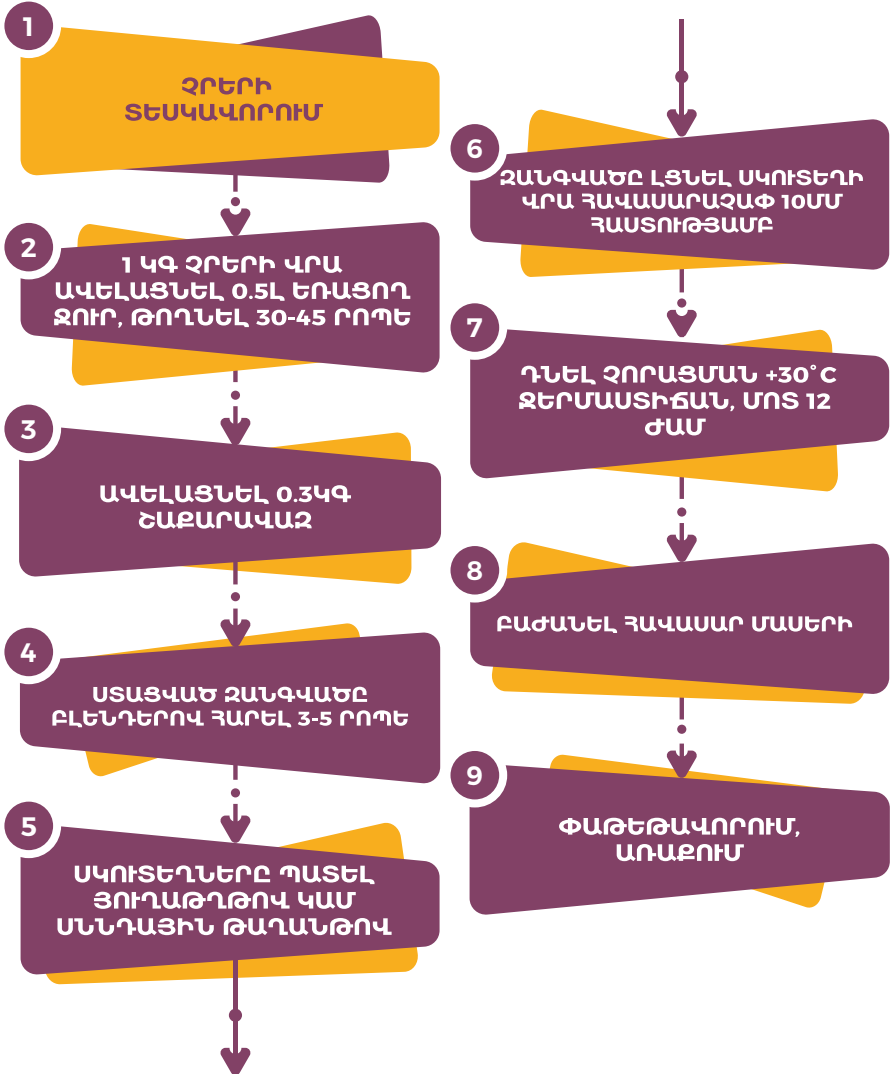 1
ՉՐԵՐԻ
ՏԵՍԿԱՎՈՐՈՒՄ
2
1 ԿԳ ՉՐԵՐԻ ՎՐԱ
ԱՎԵԼԱՑՆԵԼ 0.5Լ ԵՌԱՑՈՂ
ՋՈՒՐ, ԹՈՂՆԵԼ 30-45 ՐՈՊԵ
3
ԱՎԵԼԱՑՆԵԼ 0.3ԿԳ
ՇԱՔԱՐԱՎԱԶ
4
ՍՏԱՑՎԱԾ ԶԱՆԳՎԱԾԸ
ԲԼԵՆԴԵՐՈՎ ՀԱՐԵԼ 3-5 ՐՈՊԵ
5
ՍԿՈՒՏԵՂՆԵՐԸ ՊԱՏԵԼ
ՅՈՒՂԱԹՂԹՈՎ ԿԱՄ
ՍՆՆԴԱՅԻՆ ԹԱՂԱՆԹՈՎ
6
ԶԱՆԳՎԱԾԸ ԼՑՆԵԼ ՍԿՈՒՏԵՂԻ
ՎՐԱ ՀԱՎԱՍԱՐԱՉԱՓ 10ՄՄ
ՀԱՍՏՈՒԹՅԱՄԲ
7
ԴՆԵԼ ՉՈՐԱՑՄԱՆ +30°C
ՋԵՐՄԱՍՏԻՃԱՆ, ՄՈՏ 12
ԺԱՄ
8
ԲԱԺԱՆԵԼ ՀԱՎԱՍԱՐ ՄԱՍԵՐԻ
9
ՓԱԹԵԹԱՎՈՐՈՒՄ,
ԱՌԱՔՈՒՄ